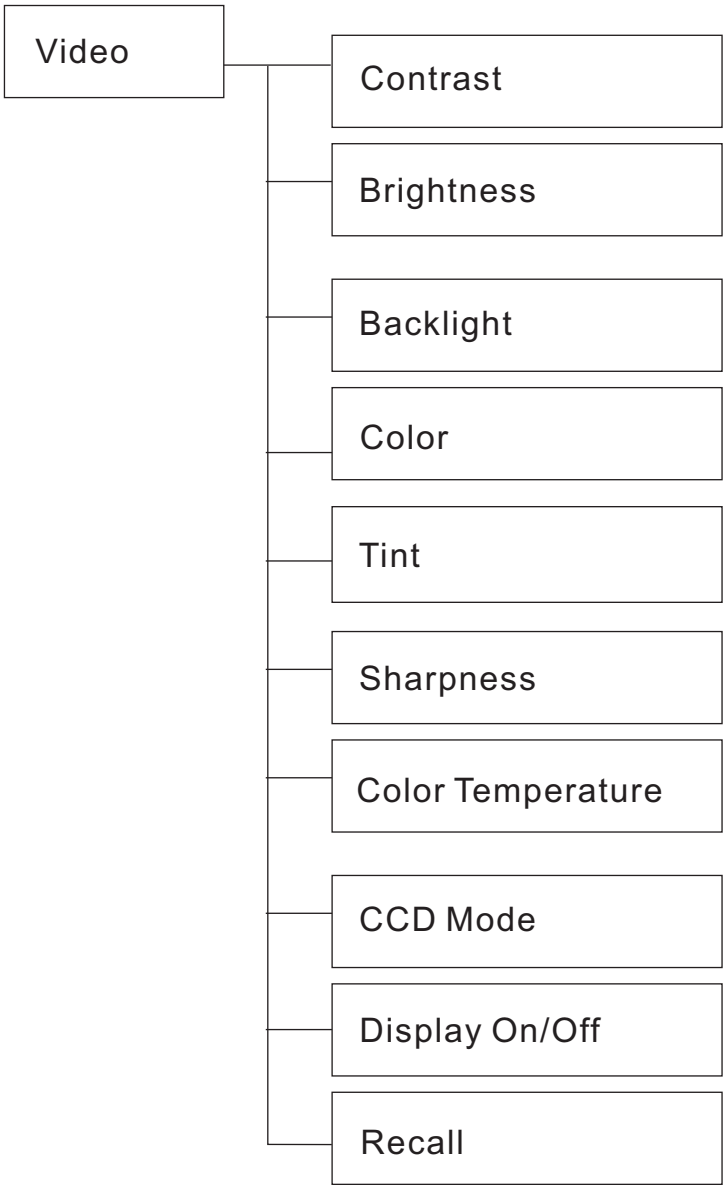 Video
Contrast
Brightness
Backlight
Color
Tint
Sharpness
Color Temperature
CCD Mode
Display On/Off
Recall